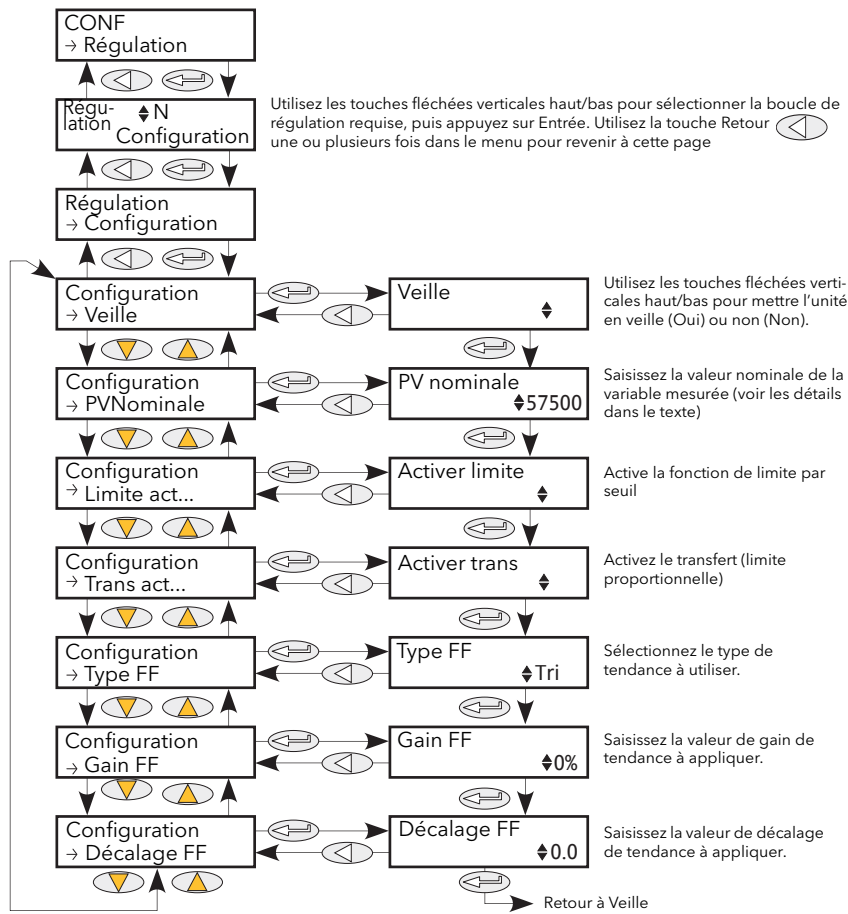 CONF
→ Régulation
Régu-
lation
N
Configuration
Utilisez les touches fléchées verticales haut/bas pour sélectionner la boucle de
régulation requise, puis appuyez sur Entrée. Utilisez la touche Retour
une ou plusieurs fois dans le menu pour revenir à cette page
Régulation
→ Configuration
Configuration
→ Veille
Veille
Utilisez les touches fléchées verti-
cales haut/bas pour mettre l'unité
en veille (Oui) ou non (Non).
Configuration
→ PVNominale
PV nominale
57500
Saisissez la valeur nominale de la
variable mesurée (voir les détails
dans le texte)
Configuration
→ Limite act...
Activer limite
Active la fonction de limite par
seuil
Configuration
→ Trans act...
Activer trans
Activez le transfert (limite
proportionnelle)
Configuration
→ Type FF
Type FF
Tri
Sélectionnez le type de
tendance à utiliser.
Configuration
→ Gain FF
Gain FF
0%
Saisissez la valeur de gain de
tendance à appliquer.
Configuration
→ Décalage FF
Décalage FF
0.0
Saisissez la valeur de décalage
de tendance à appliquer.
Retour à Veille